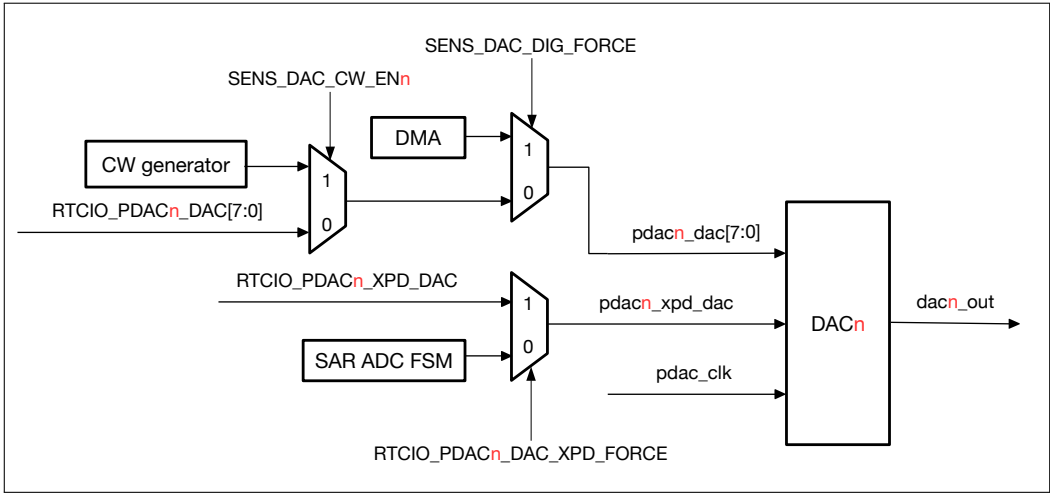 SENS_DAC_DIG_FORCE
SENS_DAC_CW_ENn
DMA
1
0
CW generator
1
0
RTCIO_PDACn_DAC[7:0]
pdacn_dac[7:0]
RTCIO_PDACn_XPD_DAC
1
0
pdacn_xpd_dac
DACn
dacn_out
SAR ADC FSM
pdac_clk
RTCIO_PDACn_DAC_XPD_FORCE